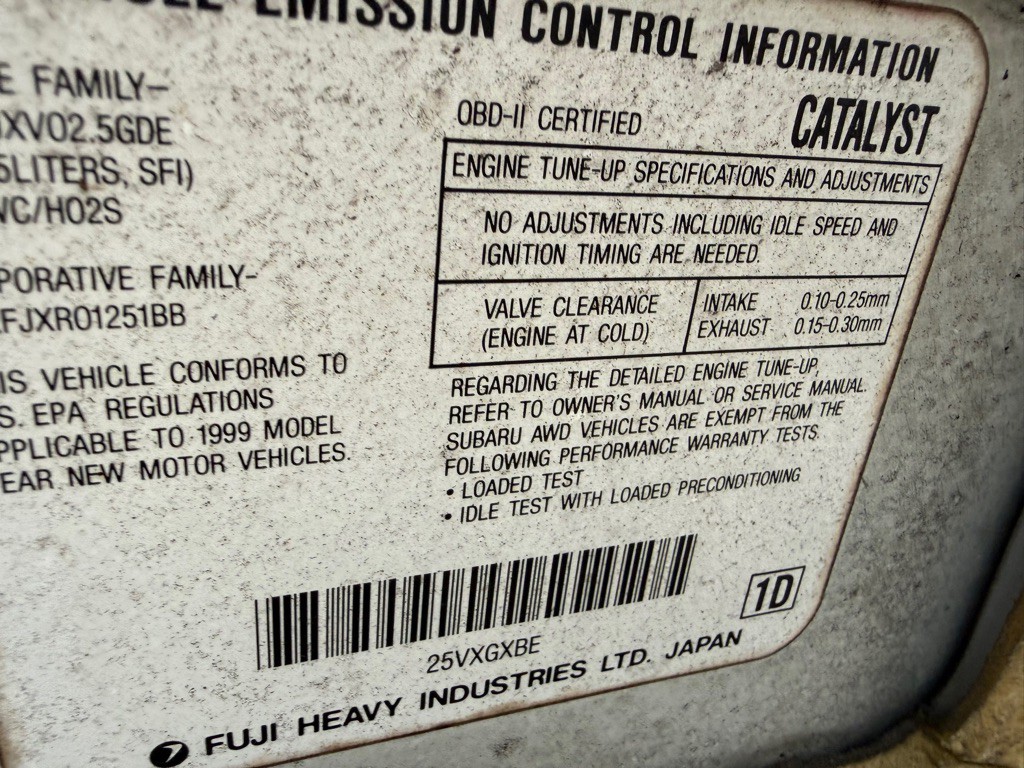 EMISSION CONTROL INFORMATION
E FAMILY-
XV02.5GDE
5LITERS, SFI)
WC/HO2S
PORATIVE FAMILY-
FJXR01251BB
IS VEHICLE CONFORMS TO
S. EPA REGULATIONS
PPLICABLE TO 1999 MODEL
EAR NEW MOTOR VEHICLES.
OBD-II CERTIFIED
CATALYST
ENGINE TUNE-UP SPECIFICATIONS AND ADJUSTMENTS
NO ADJUSTMENTS INCLUDING IDLE SPEED AND
IGNITION TIMING ARE NEEDED.
VALVE CLEARANCE
(ENGINE AT COLD)
INTAKE 0.10-0.25mm
EXHAUST 0.15-0.30mm
REGARDING THE DETAILED ENGINE TUNE-UP,
REFER TO OWNER'S MANUAL OR SERVICE MANUAL.
SUBARU AWD VEHICLES ARE EXEMPT FROM THE
FOLLOWING PERFORMANCE WARRANTY TESTS.
• LOADED TEST
• IDLE TEST WITH LOADED PRECONDITIONING
25VXGXBE
1D
FUJI HEAVY INDUSTRIES LTD. JAPAN